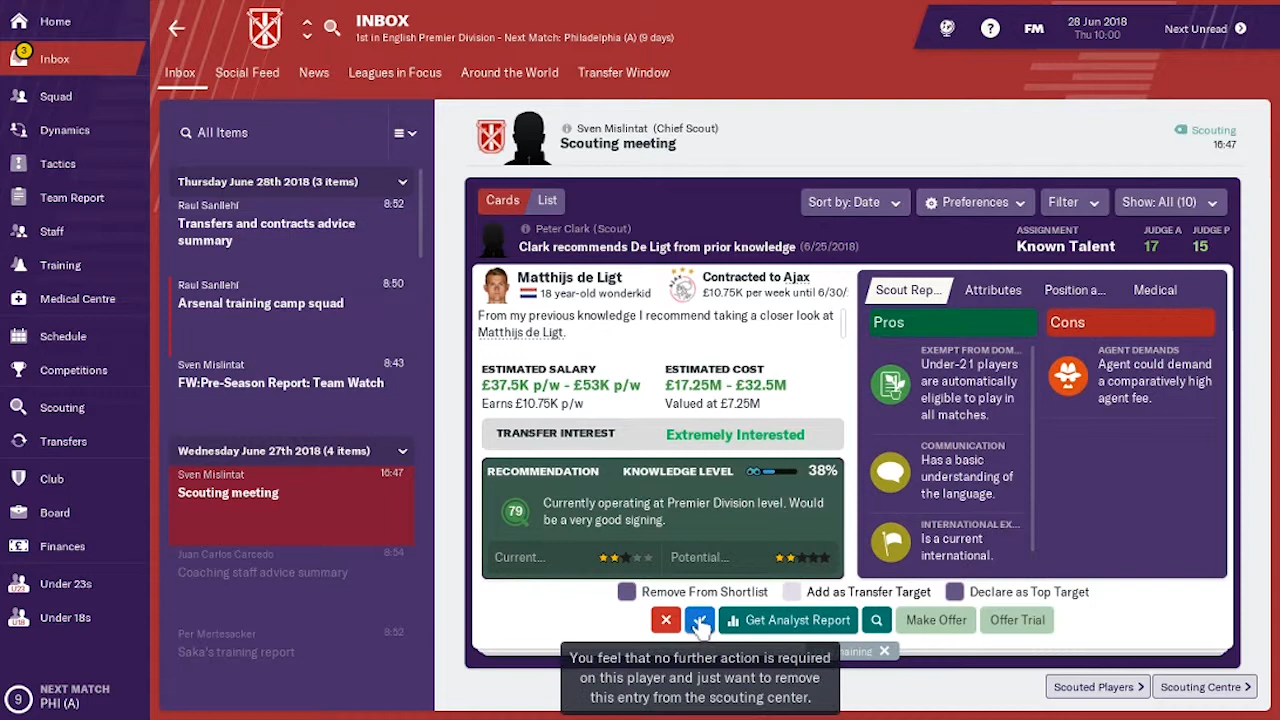 Home
3
Inbox
Squad
Dynamics
Tactics
Team Report
Staff
Training
Medical Centre
Schedule
Competitions
Scouting
Transfers
Club
Board
Finances
U23
Under 23s
U18
Under 18s
9
NEXT MATCH
PHI (A)
INBOX
1st in English Premier Division - Next Match: Philadelphia (A) (9 days)
?
FM
28 Jun 2018
Thu 10:00
Next Unread
Inbox
Social Feed
News
Leagues in Focus
Around the World
Transfer Window
All Items
Thursday June 28th 2018 (3 items)
Raul Sanllehí
8:52
Transfers and contracts advice
summary
Raul Sanllehí
8:50
Arsenal training camp squad
Sven Mislintat
8:43
FW:Pre-Season Report: Team Watch
Wednesday June 27th 2018 (4 items)
Sven Mislintat
16:47
Scouting meeting
Juan Carlos Carcedo
8:54
Coaching staff advice summary
Per Mertesacker
8:52
Saka's training report
Sven Mislintat (Chief Scout)
Scouting meeting
Scouting
16:47
Cards
List
Sort by: Date
Preferences
Filter
Show: All (10)
Peter Clark (Scout)
Clark recommends De Ligt from prior knowledge (6/25/2018)
ASSIGNMENT
Known Talent
JUDGE A
17
JUDGE P
15
Matthijs de Ligt
18 year-old wonderkid
Contracted to Ajax
£10.75K per week until 6/30/
From my previous knowledge I recommend taking a closer look at
Matthijs de Ligt.
ESTIMATED SALARY
£37.5K p/w - £53K p/w
Earns £10.75K p/w
ESTIMATED COST
£17.25M - £32.5M
Valued at £7.25M
TRANSFER INTEREST
Extremely Interested
RECOMMENDATION
KNOWLEDGE LEVEL
38%
79
Currently operating at Premier Division level. Would
be a very good signing.
Current...
Potential...
Scout Rep...
Attributes
Position a...
Medical
Pros
EXEMPT FROM DOM...
Under-21 players
are automatically
eligible to play in
all matches.
COMMUNICATION
Has a basic
understanding of
the language.
INTERNATIONAL EX...
Is a current
international.
Cons
AGENT DEMANDS
Agent could demand
a comparatively high
agent fee.
Remove From Shortlist
Add as Transfer Target
Declare as Top Target
Get Analyst Report
Make Offer
Offer Trial
You feel that no further action is required
on this player and just want to remove
this entry from the scouting center.
Scouted Players
Scouting Centre